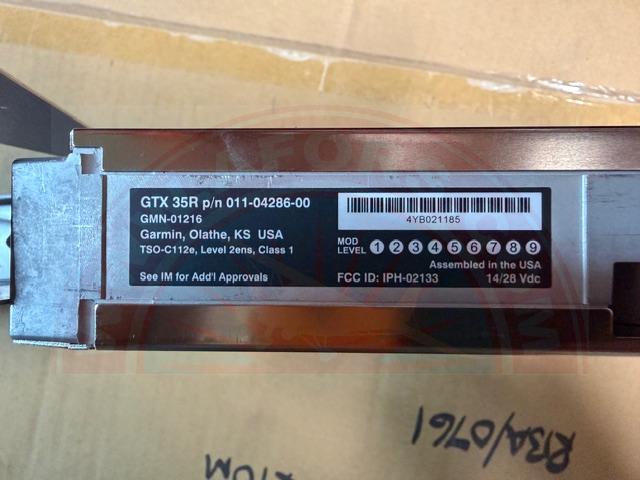 GTX 35R p/n 011-04286-00
GMN-01216
Garmin, Olathe, KS USA
TSO-C112e, Level 2ens, Class 1
See IM for Add'l Approvals
4YB021185
MOD LEVEL 1 2 3 4 5 6 7 8 9
Assembled in the USA
FCC ID: IPH-02133 14/28 Vdc
R13A/0761